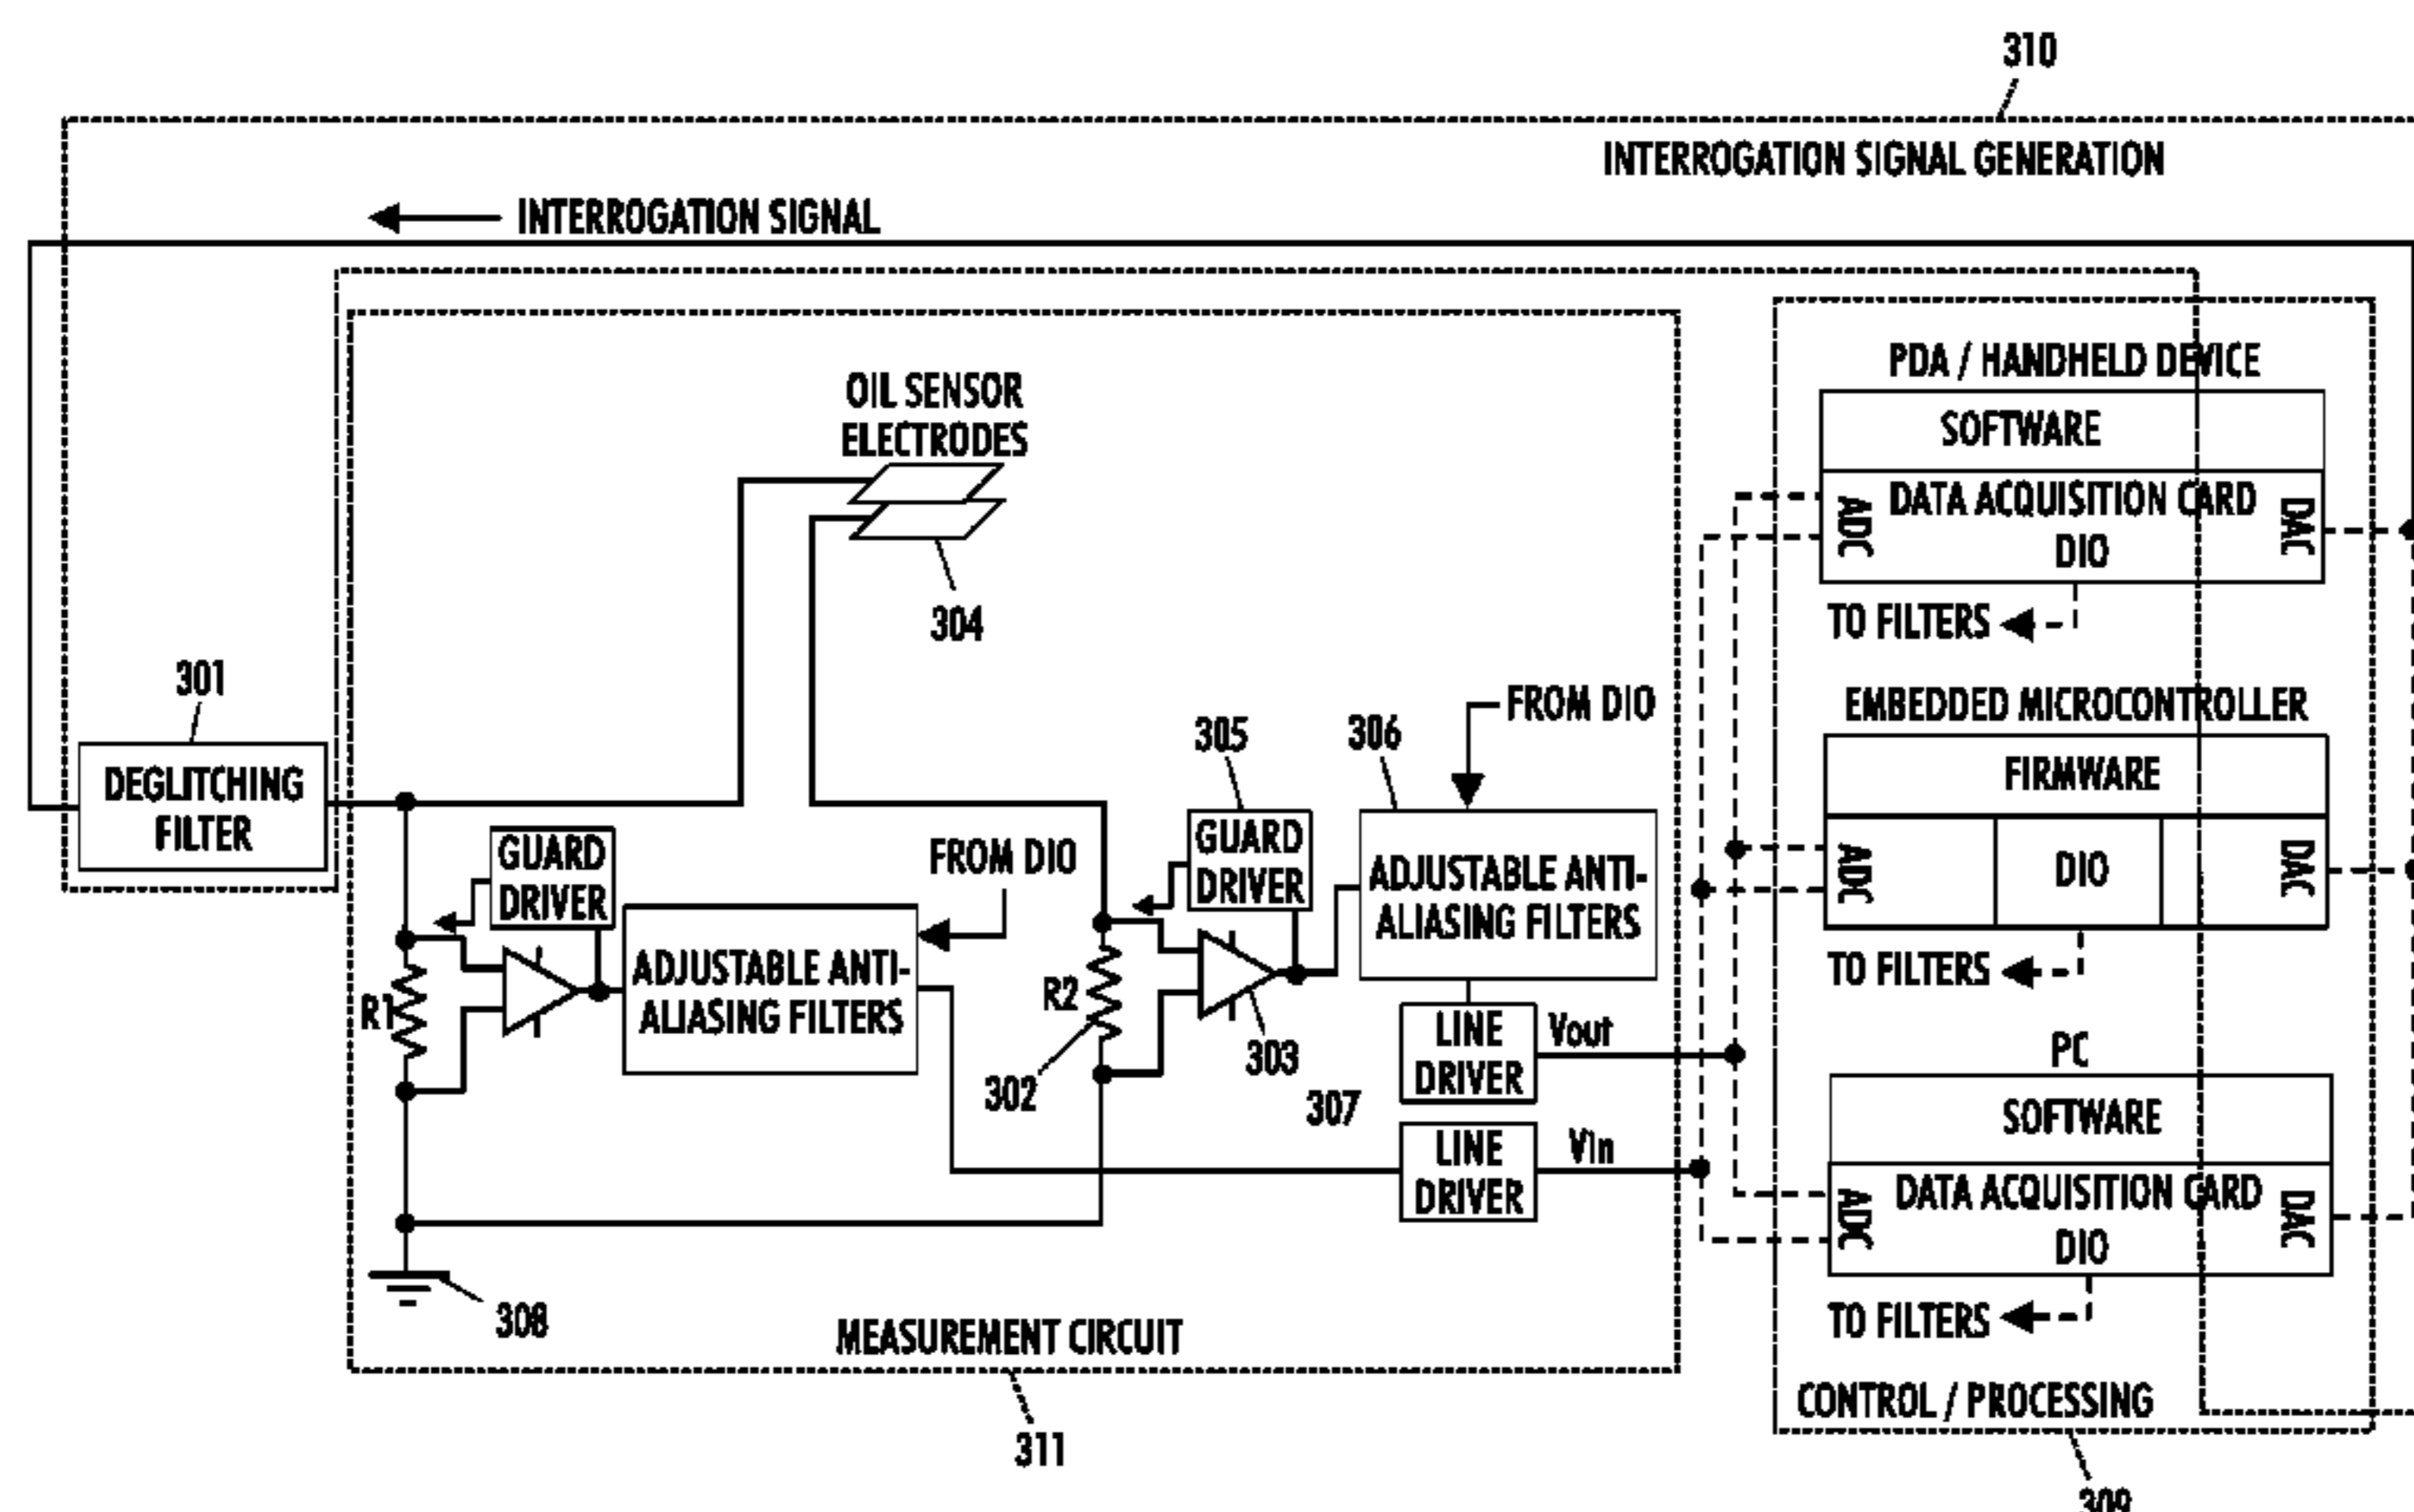 310
INTERROGATION SIGNAL GENERATION
INTERROGATION SIGNAL
OIL SENSOR
ELECTRODES
304
301
DEGLITCHING
FILTER
GUARD
DRIVER
FROM DIO
ADJUSTABLE ANTI-
ALIASING FILTERS
R1
308
305
GUARD
DRIVER
306
FROM DIO
ADJUSTABLE ANTI-
ALIASING FILTERS
R2
302
303
307
LINE
DRIVER
Vout
LINE
DRIVER
Vin
MEASUREMENT CIRCUIT
311
PDA / HANDHELD DEVICE
SOFTWARE
ADC
DATA ACQUISITION CARD
DIO
DAC
TO FILTERS
EMBEDDED MICROCONTROLLER
FIRMWARE
ADC
DIO
DAC
TO FILTERS
PC
SOFTWARE
ADC
DATA ACQUISITION CARD
DIO
DAC
TO FILTERS
CONTROL / PROCESSING
309